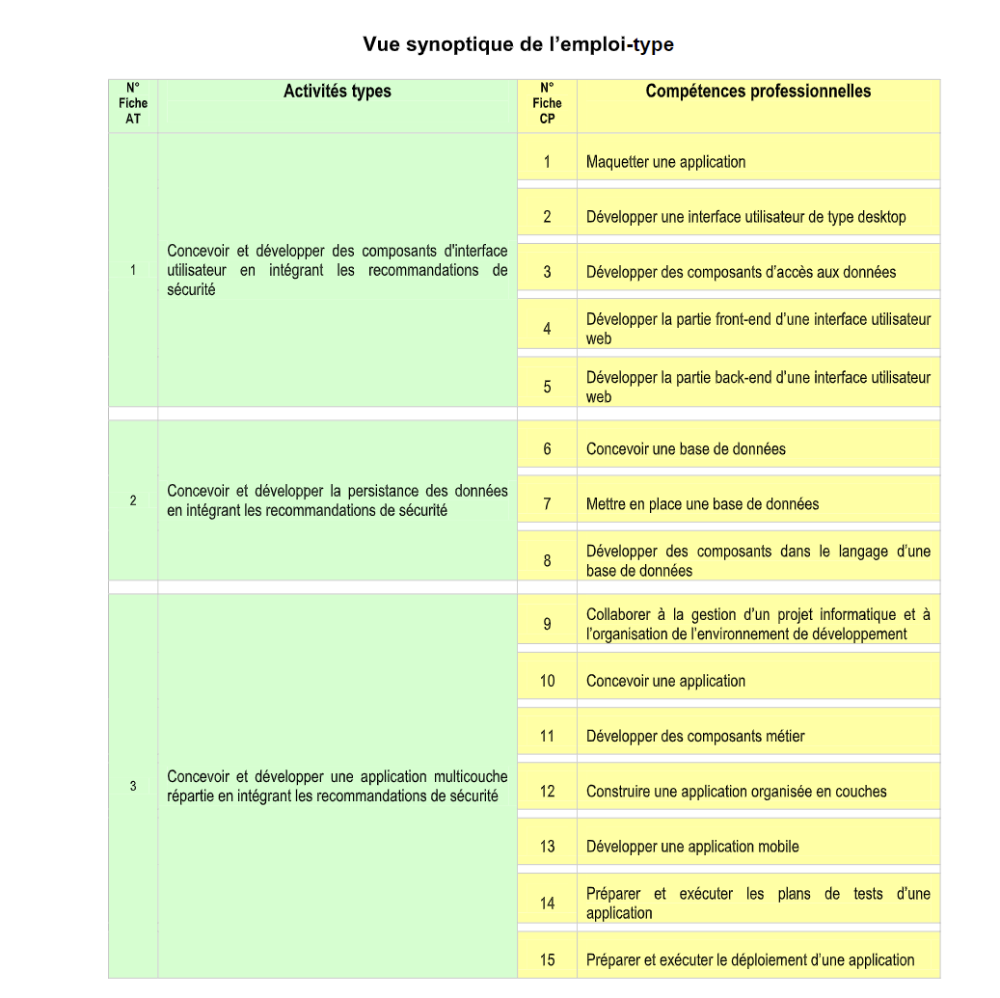 Vue synoptique de l'emploi-type
N°
Fiche
AT
Activités types
N°
Fiche
CP
Compétences professionnelles
1
Concevoir et développer des composants d'interface
utilisateur en intégrant les recommandations de
sécurité
1
Maquetter une application
2
Développer une interface utilisateur de type desktop
3
Développer des composants d'accès aux données
4
Développer la partie front-end d'une interface utilisateur
web
5
Développer la partie back-end d'une interface utilisateur
web
2
Concevoir et développer la persistance des données
en intégrant les recommandations de sécurité
6
Concevoir une base de données
7
Mettre en place une base de données
8
Développer des composants dans le langage d'une
base de données
3
Concevoir et développer une application multicouche
répartie en intégrant les recommandations de sécurité
9
Collaborer à la gestion d'un projet informatique et à
l'organisation de l'environnement de développement
10
Concevoir une application
11
Développer des composants métier
12
Construire une application organisée en couches
13
Développer une application mobile
14
Préparer et exécuter les plans de tests d'une
application
15
Préparer et exécuter le déploiement d'une application